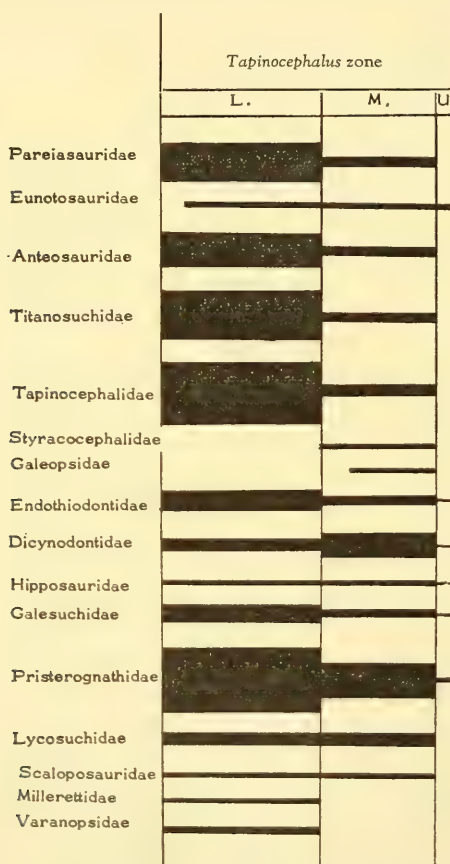 Tapinocephalus zone
L. M. U
Pareiasauridae
Eunotosauridae
Anteosauridae
Titanosuchidae
Tapinocephalidae
Styracocephalidae
Galeopsidae
Endothiodontidae
Dicynodontidae
Hipposauridae
Galesuchidae
Pristerognathidae
Lycosuchidae
Scaloposauridae
Millerettidae
Varanopsidae